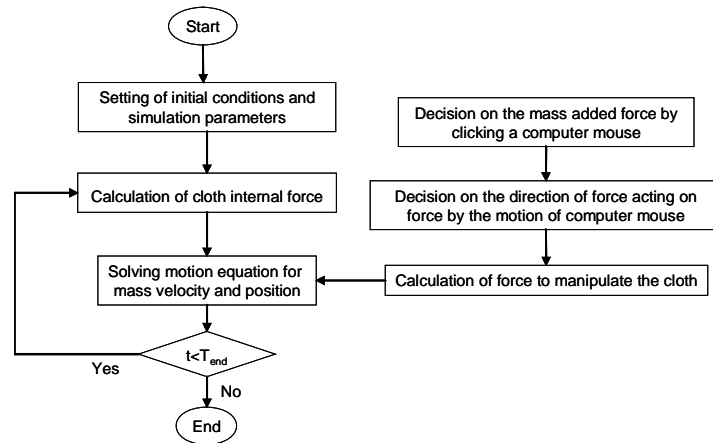 Start
Setting of initial conditions and
simulation parameters
Calculation of cloth internal force
Solving motion equation for
mass velocity and position
t<T_end
Yes
No
End
Decision on the mass added force by
clicking a computer mouse
Decision on the direction of force acting on
force by the motion of computer mouse
Calculation of force to manipulate the cloth